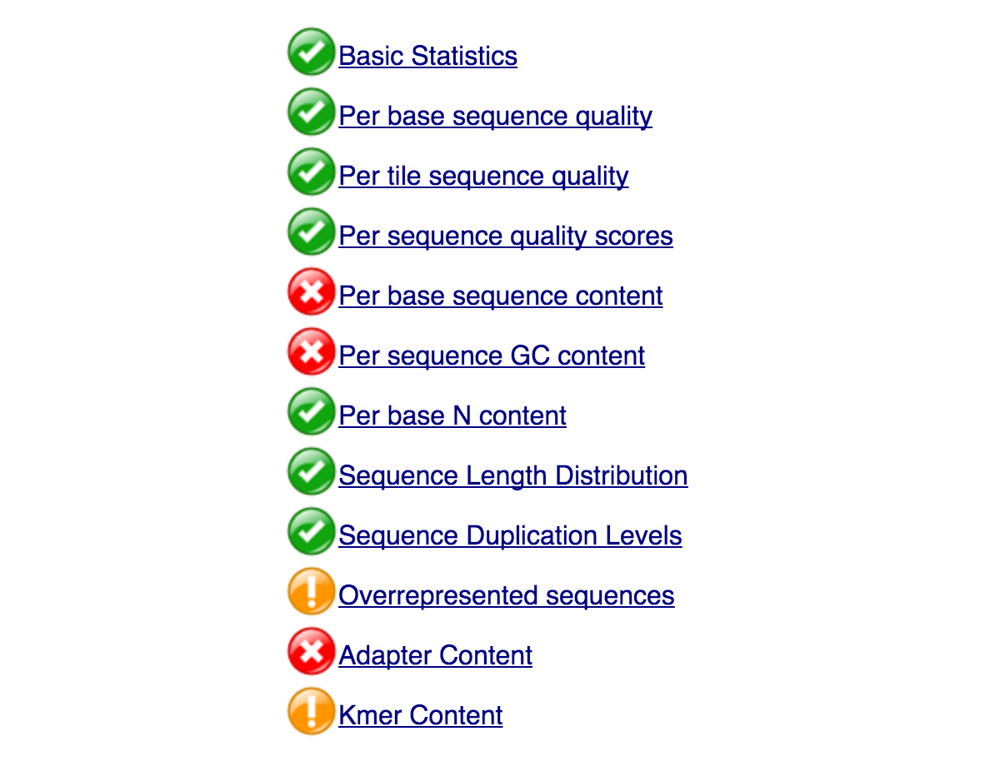 Basic Statistics
Per base sequence quality
Per tile sequence quality
Per sequence quality scores
Per base sequence content
Per sequence GC content
Per base N content
Sequence Length Distribution
Sequence Duplication Levels
Overrepresented sequences
Adapter Content
Kmer Content